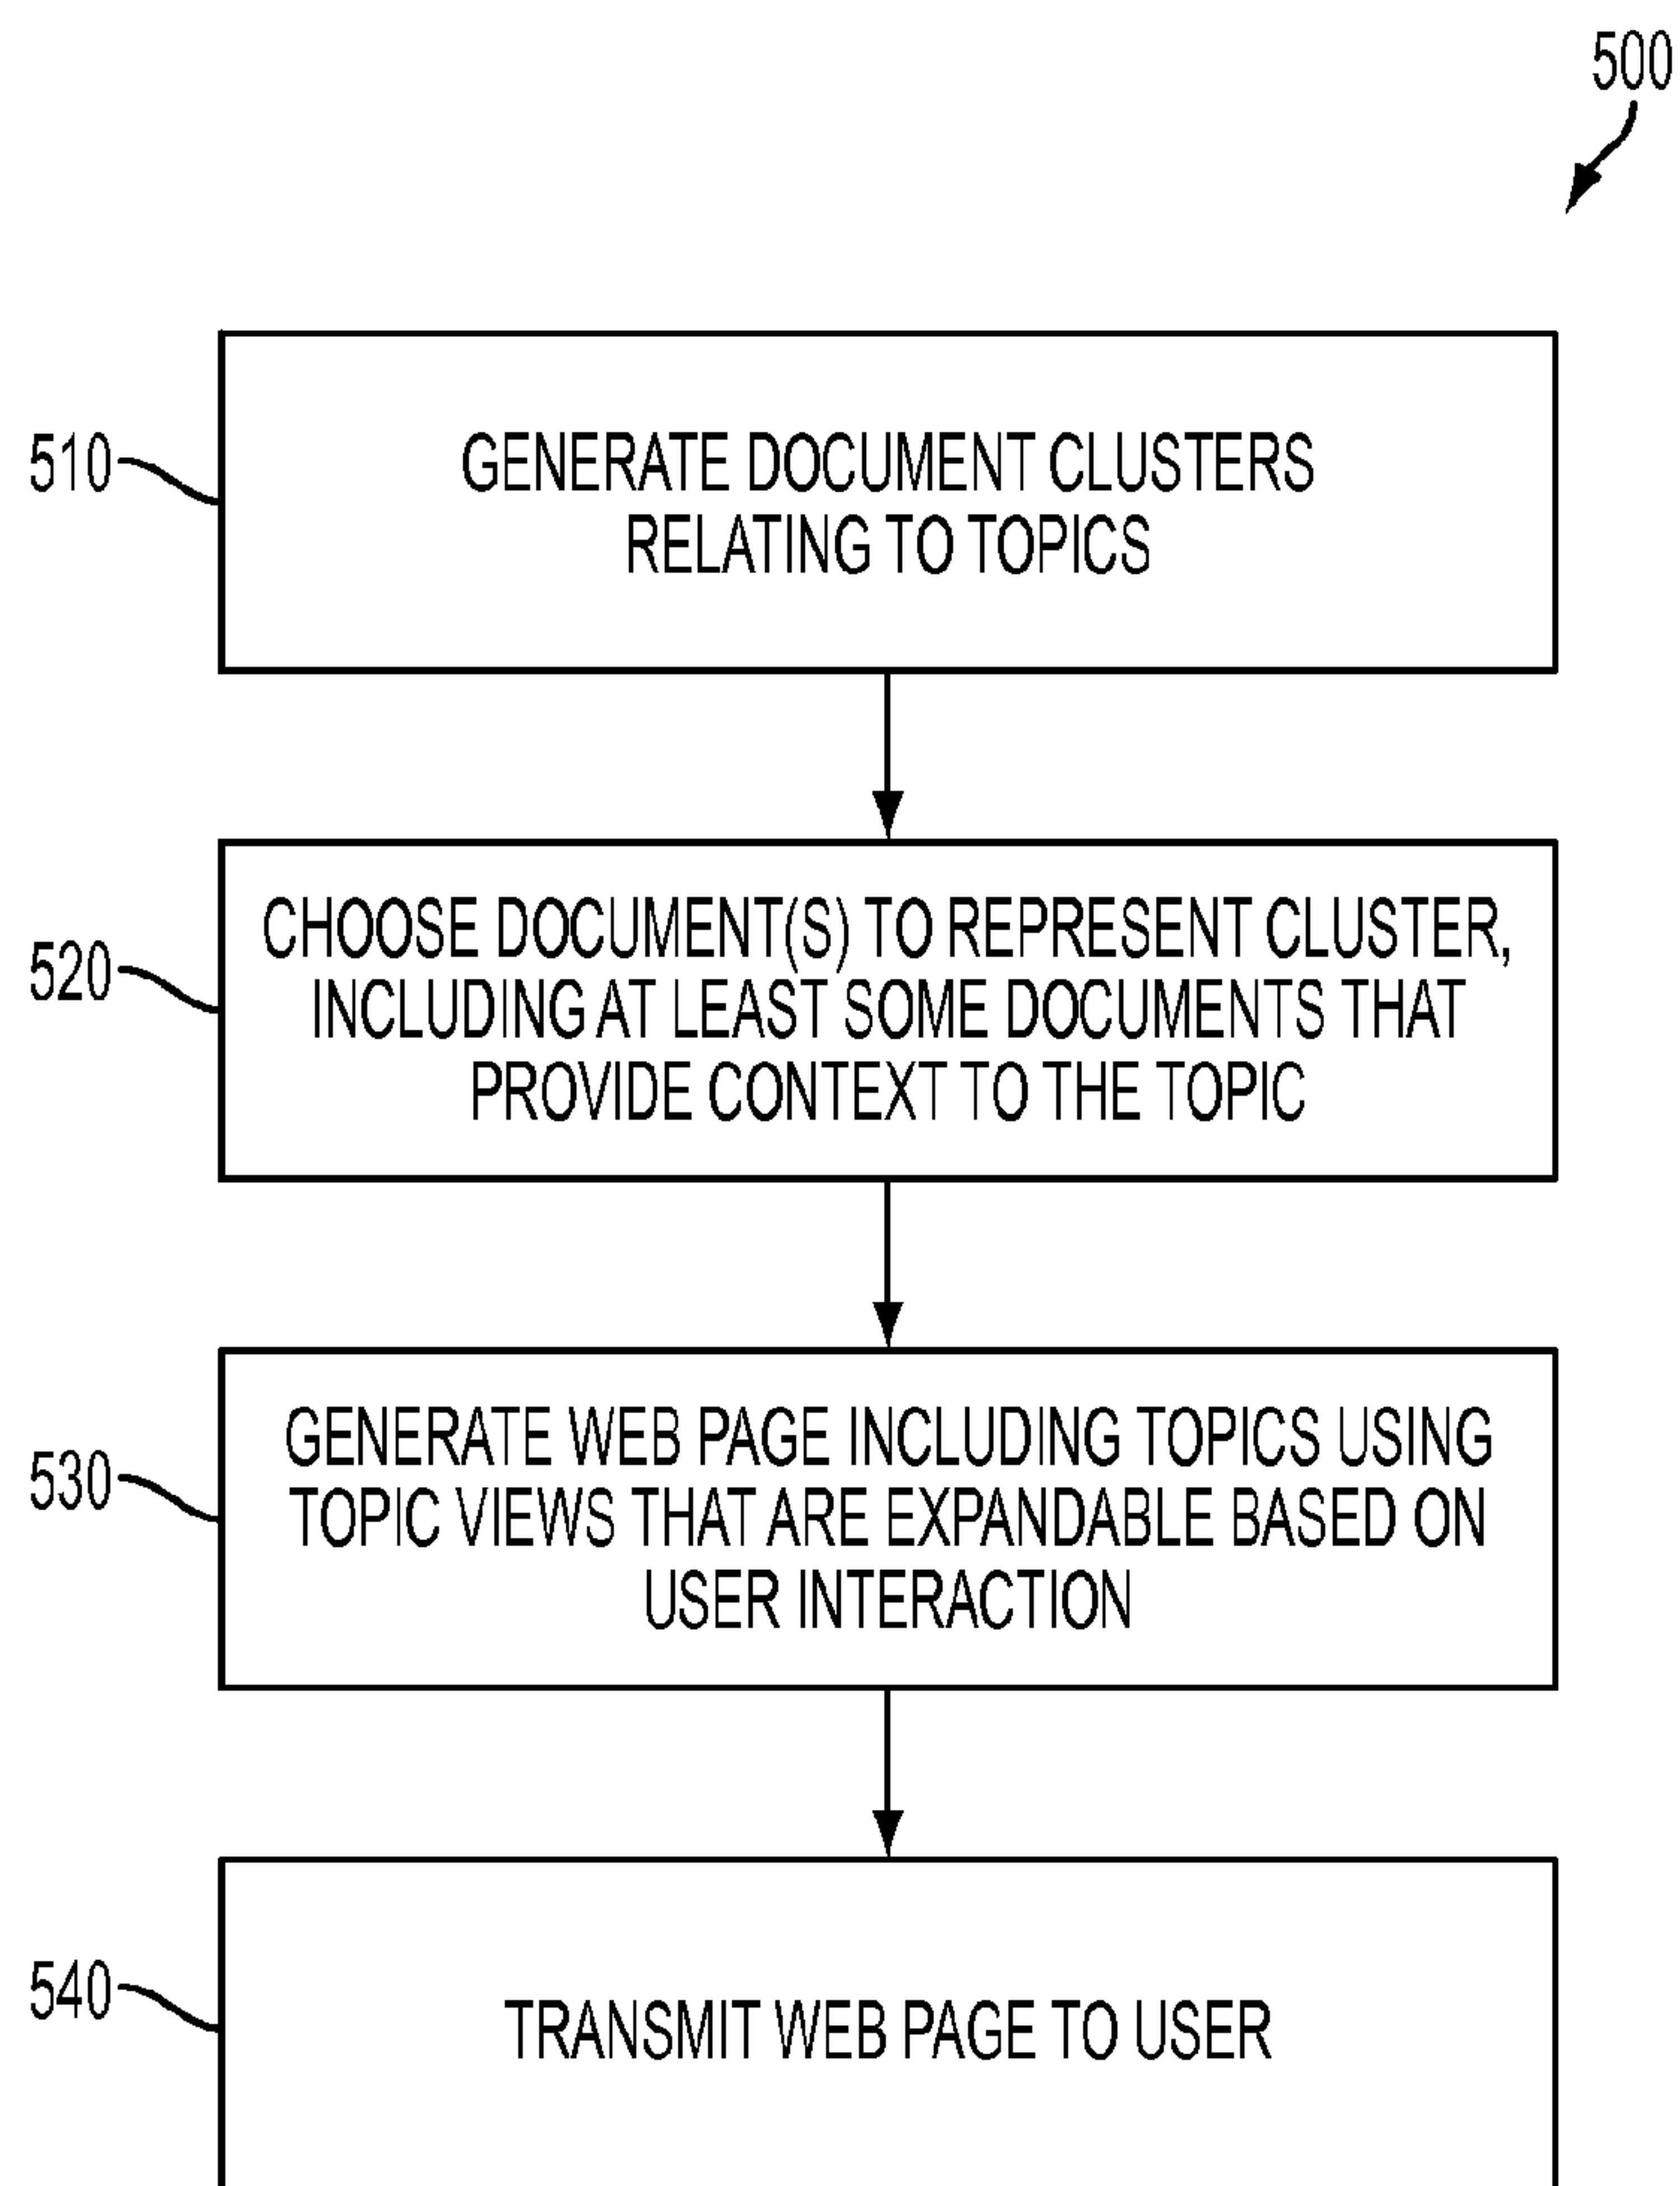 500
510
GENERATE DOCUMENT CLUSTERS
RELATING TO TOPICS
520
CHOOSE DOCUMENT(S) TO REPRESENT CLUSTER,
INCLUDING AT LEAST SOME DOCUMENTS THAT
PROVIDE CONTEXT TO THE TOPIC
530
GENERATE WEB PAGE INCLUDING TOPICS USING
TOPIC VIEWS THAT ARE EXPANDABLE BASED ON
USER INTERACTION
540
TRANSMIT WEB PAGE TO USER